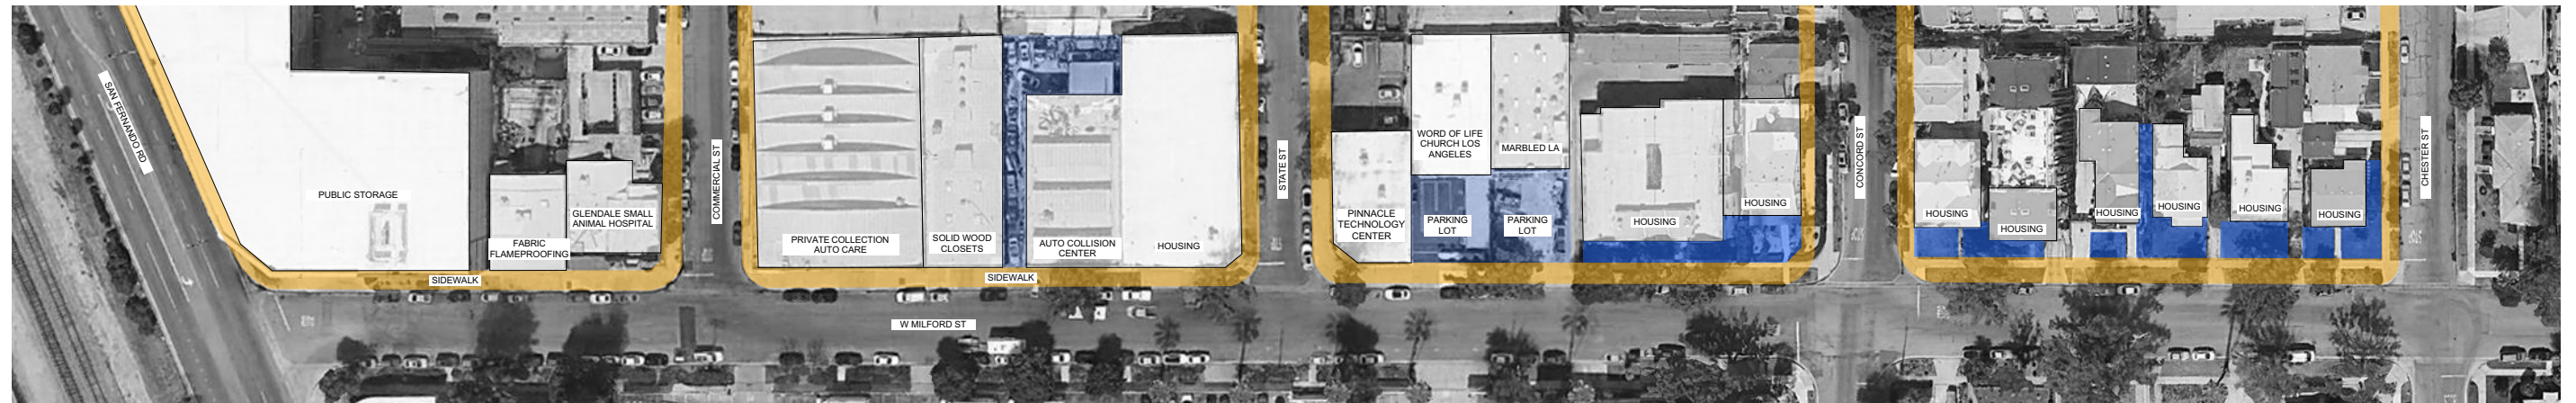 SAN FERNANDO RD
PUBLIC STORAGE
FABRIC
FLAMEPROOFING
GLENDALE SMALL
ANIMAL HOSPITAL
SIDEWALK
COMMERCIAL ST
PRIVATE COLLECTION
AUTO CARE
SOLID WOOD
CLOSETS
AUTO COLLISION
CENTER
HOUSING
SIDEWALK
W MILFORD ST
STATE ST
PINNACLE
TECHNOLOGY
CENTER
WORD OF LIFE
CHURCH LOS
ANGELES
MARBLED LA
PARKING
LOT
PARKING
LOT
HOUSING
HOUSING
CONCORD ST
HOUSING
HOUSING
HOUSING
HOUSING
HOUSING
HOUSING
CHESTER ST